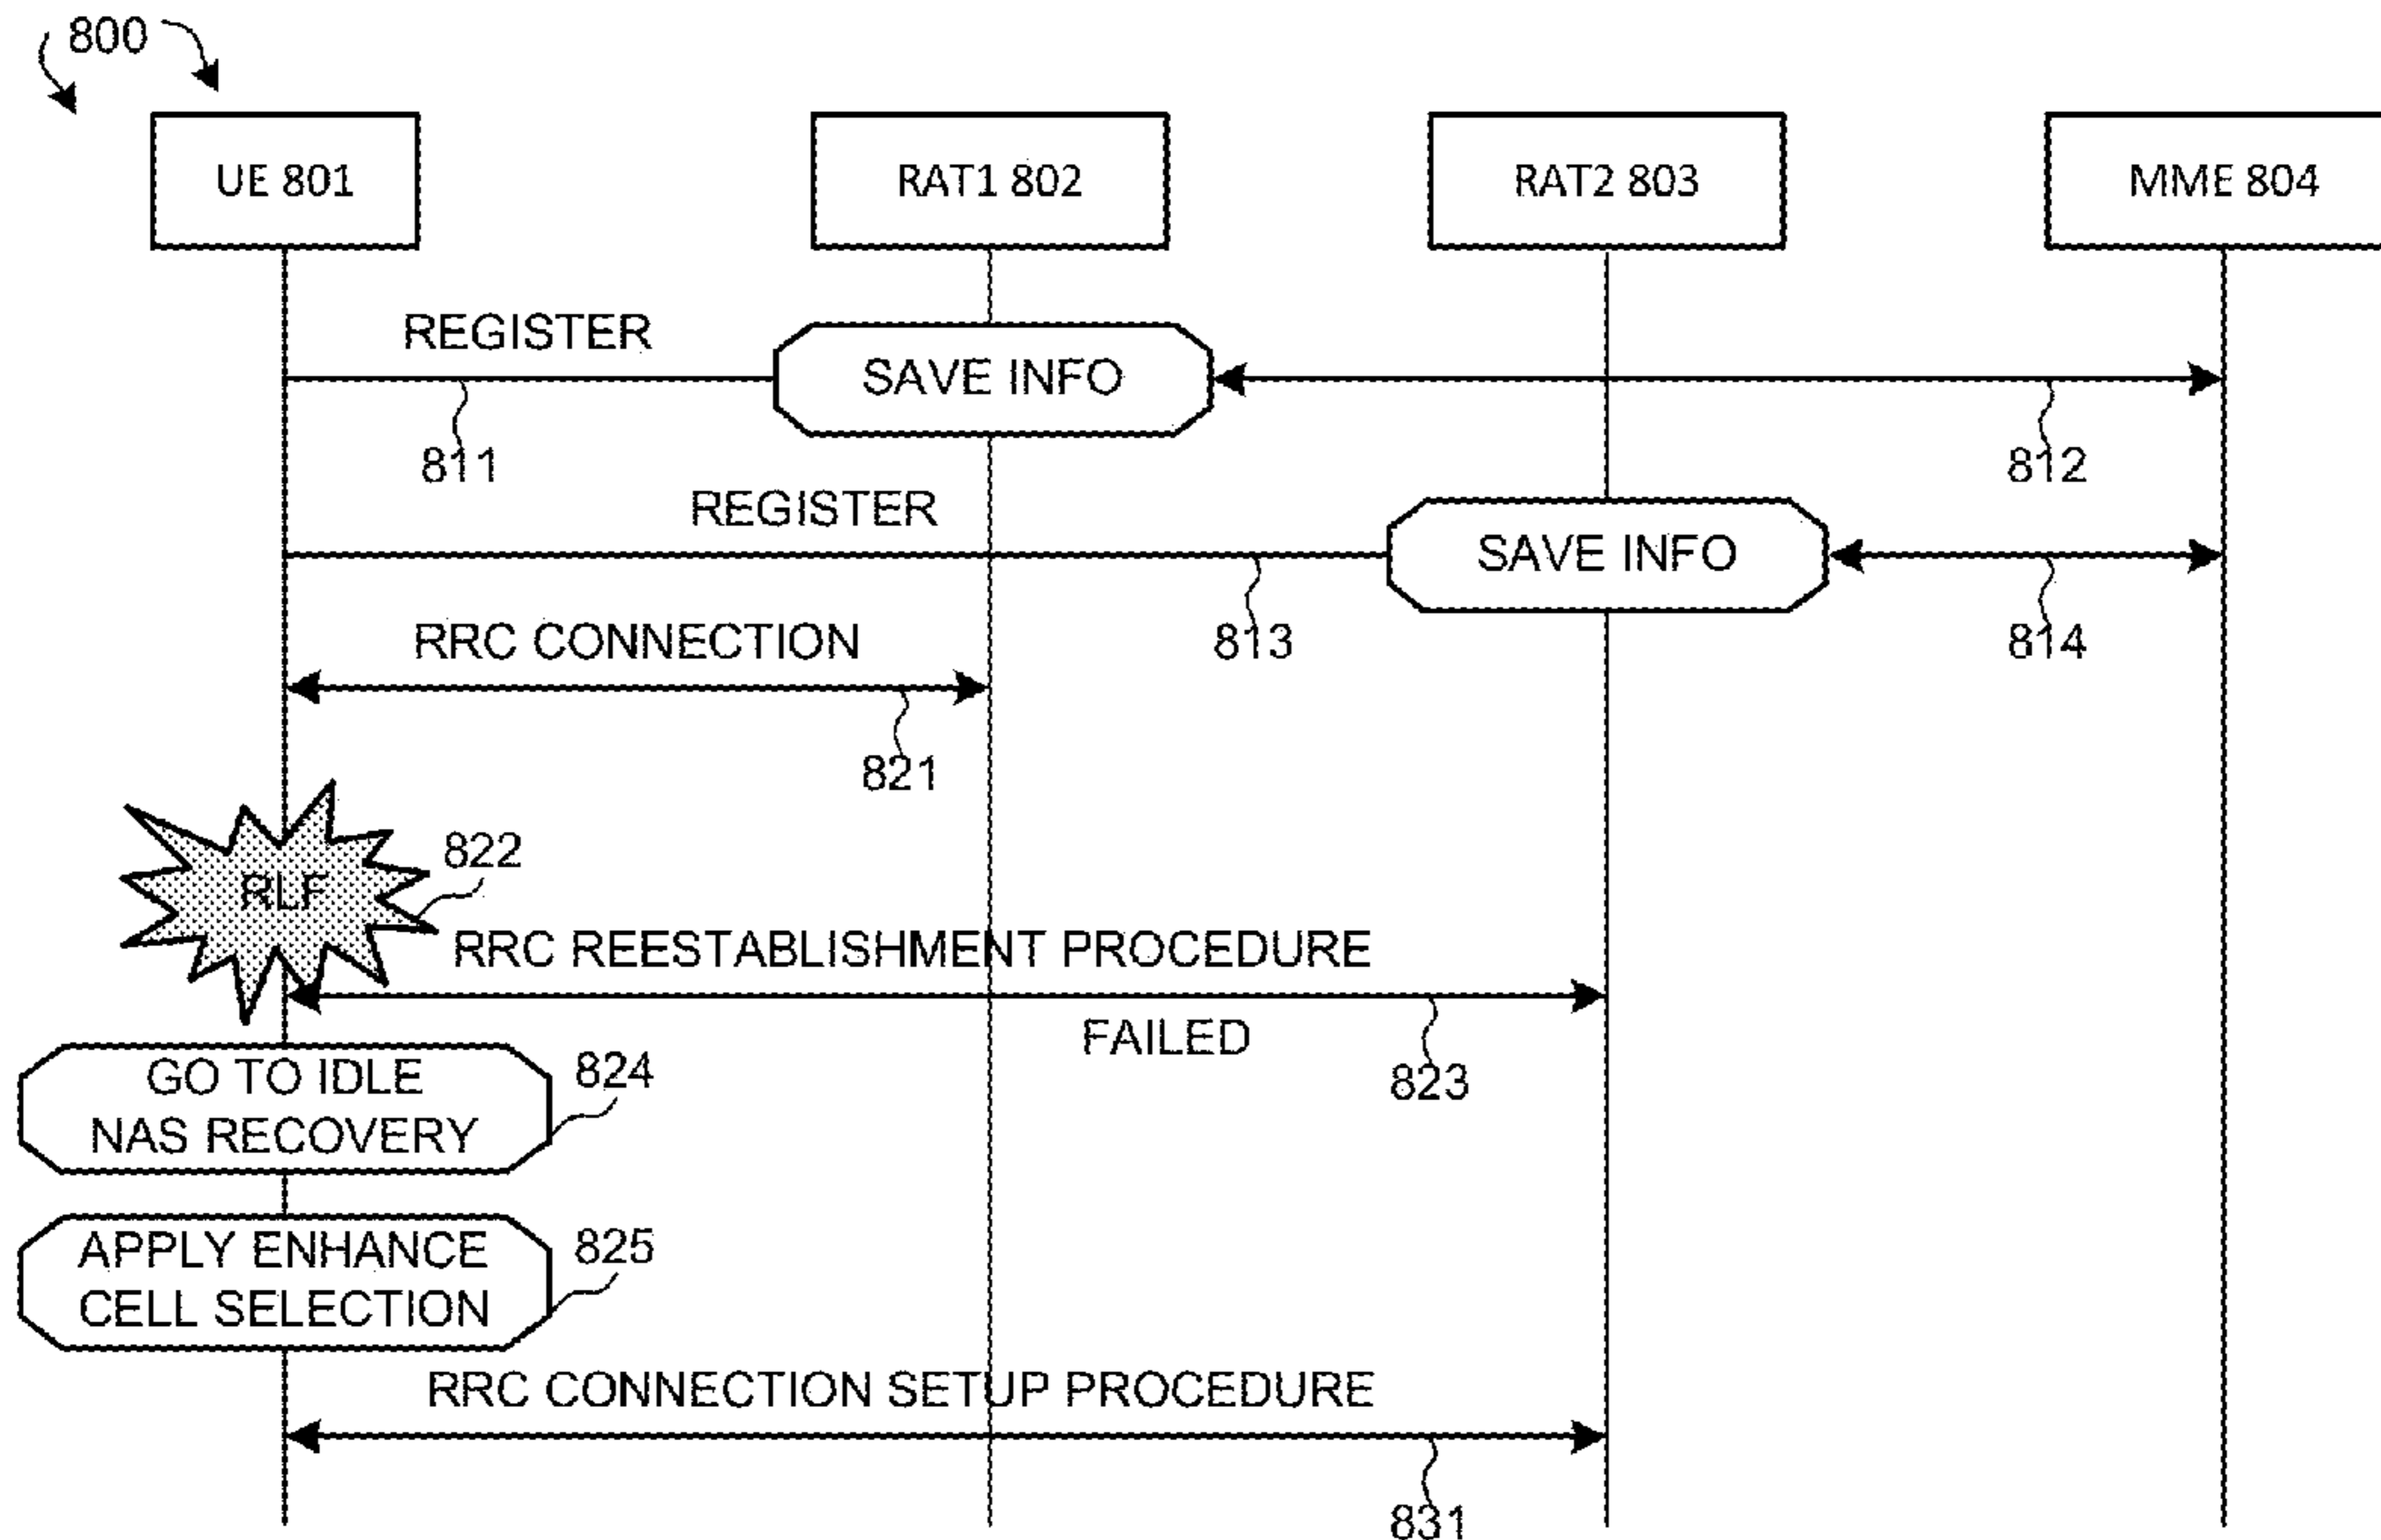 800
UE 801
RAT1 802
RAT2 803
MME 804
REGISTER
SAVE INFO
811
812
REGISTER
SAVE INFO
813
814
RRC CONNECTION
821
RLF
822
RRC REESTABLISHMENT PROCEDURE
FAILED
823
GO TO IDLE
NAS RECOVERY
824
APPLY ENHANCE
CELL SELECTION
825
RRC CONNECTION SETUP PROCEDURE
831